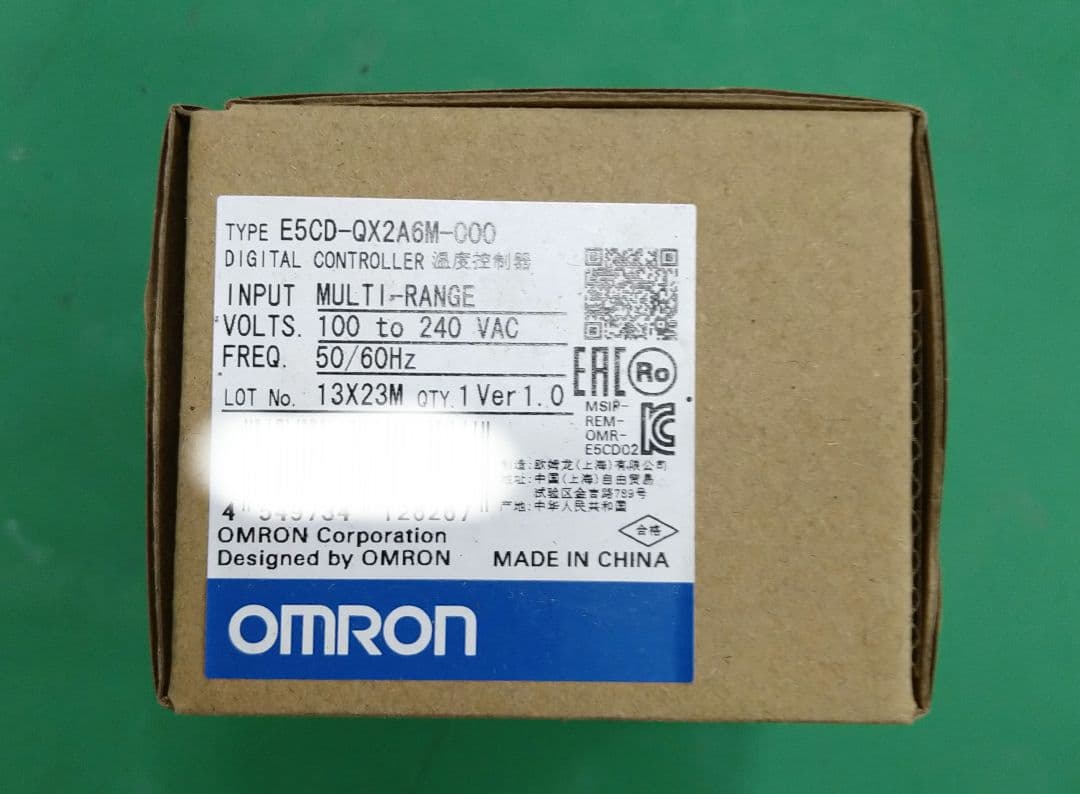 TYPE E5CD-QX2A6M-000
DIGITAL CONTROLLER 温度控制器
INPUT MULTI-RANGE
VOLTS. 100 to 240 VAC
FREQ. 50/60Hz
LOT No. 13X23M QTY. 1 Ver 1.0
EAC Ro
MSIP-
REM-
OMR-
E5CD02
造:欧姆龙(上海)有限公司
址:中国(上海)自由贸易
试验区金吉路789号
产地:中华人民共和国
合格
OMRON Corporation
Designed by OMRON MADE IN CHINA
OMRON